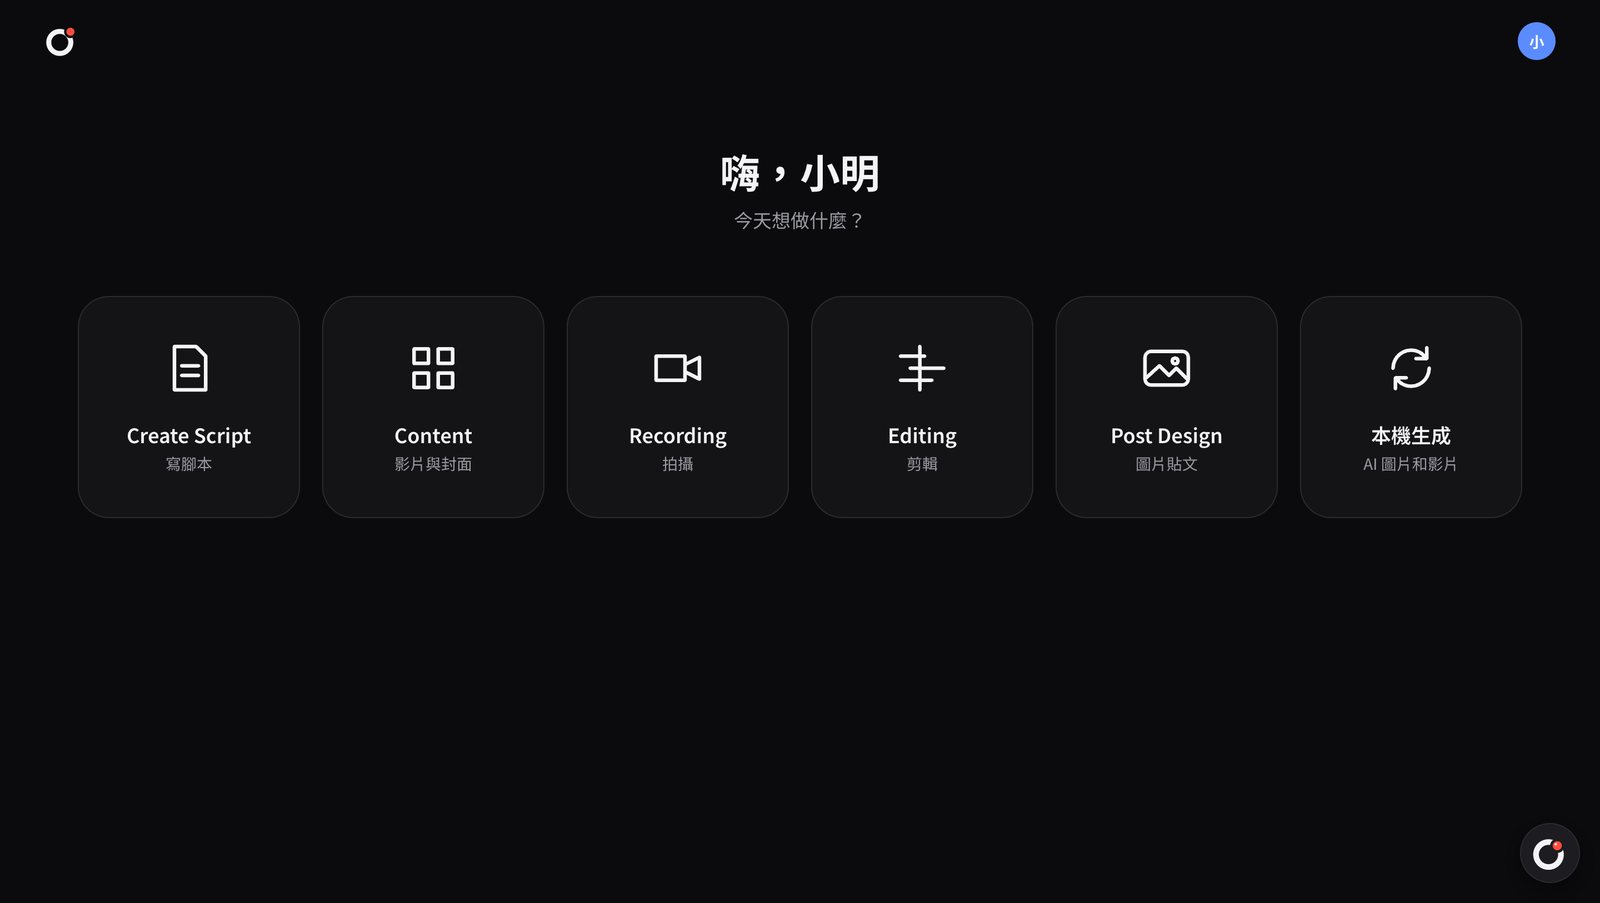 小
嗨，小明
今天想做什麼？
Create Script
寫腳本
Content
影片與封面
Recording
拍攝
Editing
剪輯
Post Design
圖片貼文
本機生成
AI 圖片和影片